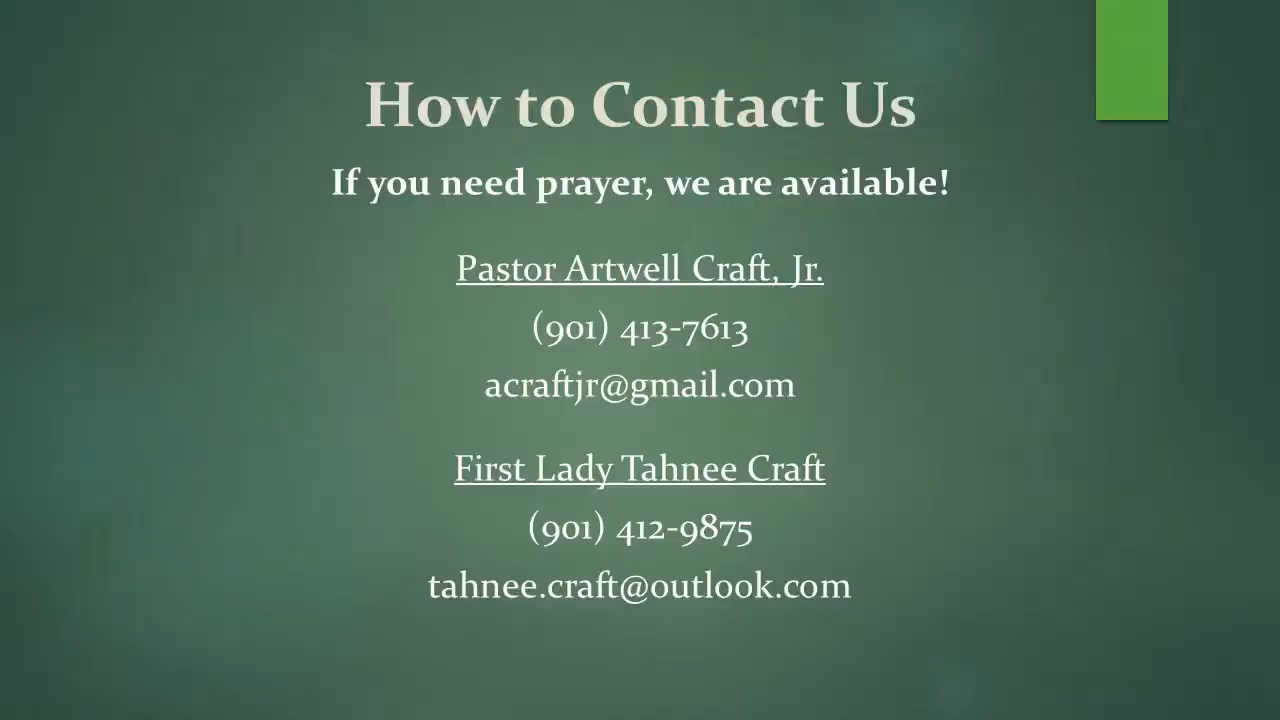 How to Contact Us
If you need prayer, we are available!
Pastor Artwell Craft, Jr.
(901) 413-7613
acraftjr@gmail.com
First Lady Tahnee Craft
(901) 412-9875
tahnee.craft@outlook.com